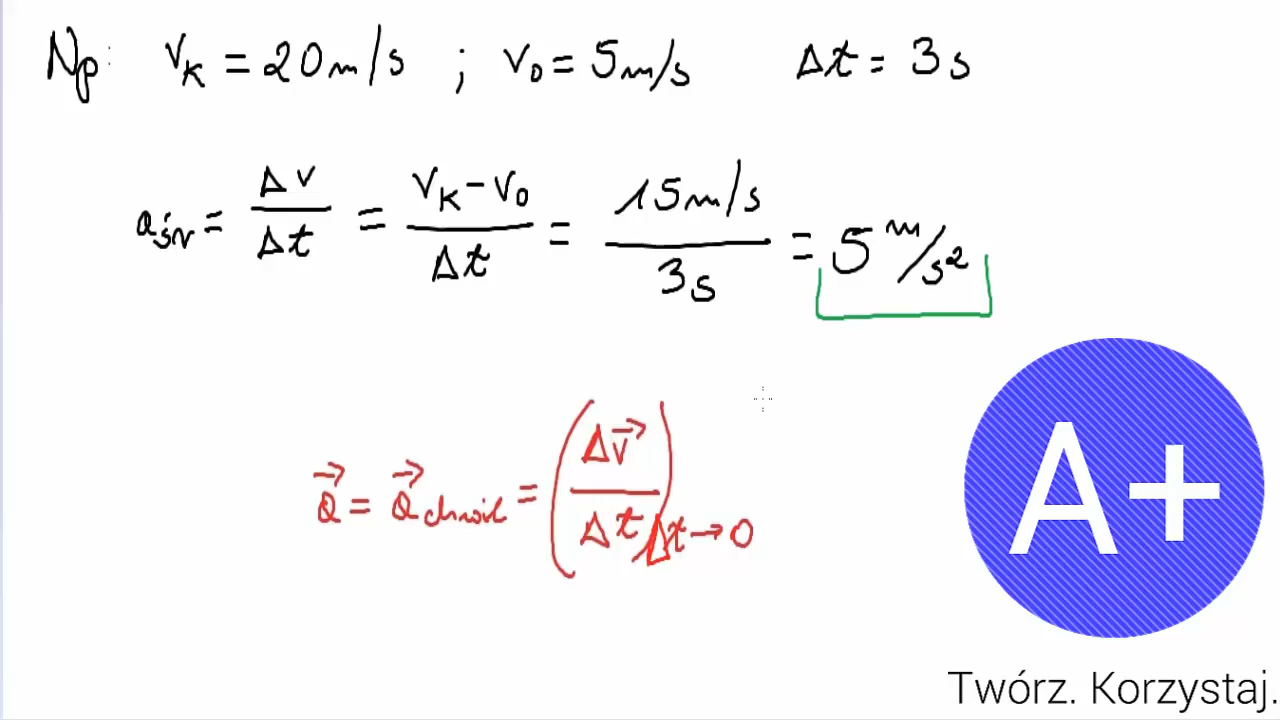 Np: v_k = 20 m/s ; v_0 = 5 m/s Δt = 3 s
a_śr = Δv/Δt = (v_k - v_0)/Δt = (15 m/s)/(3 s) = 5 m/s²
a⃗ = a⃗_chwil = (Δv⃗/Δt)_Δt→0
A+
Twórz. Korzystaj.